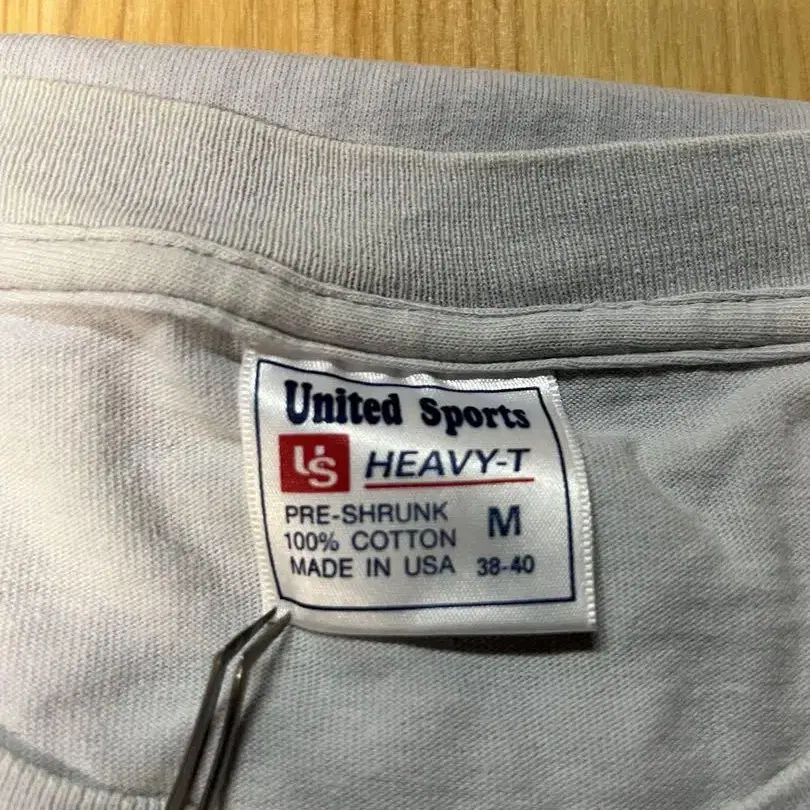 United Sports
US HEAVY-T
PRE-SHRUNK
100% COTTON M
MADE IN USA 38-40